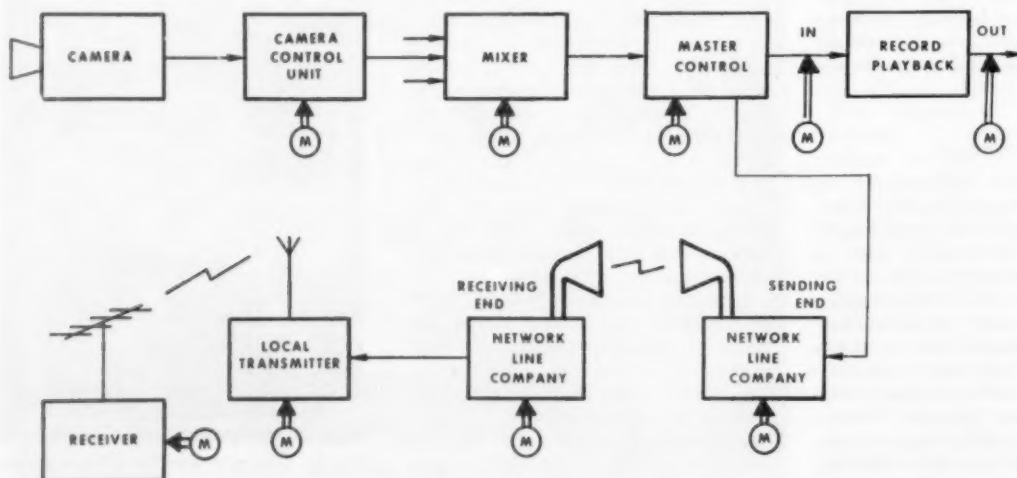 CAMERA
CAMERA
CONTROL
UNIT
MIXER
MASTER
CONTROL
IN
RECORD
PLAYBACK
OUT
M
M
M
M
M
RECEIVING
END
SENDING
END
LOCAL
TRANSMITTER
NETWORK
LINE
COMPANY
NETWORK
LINE
COMPANY
RECEIVER
M
M
M
M